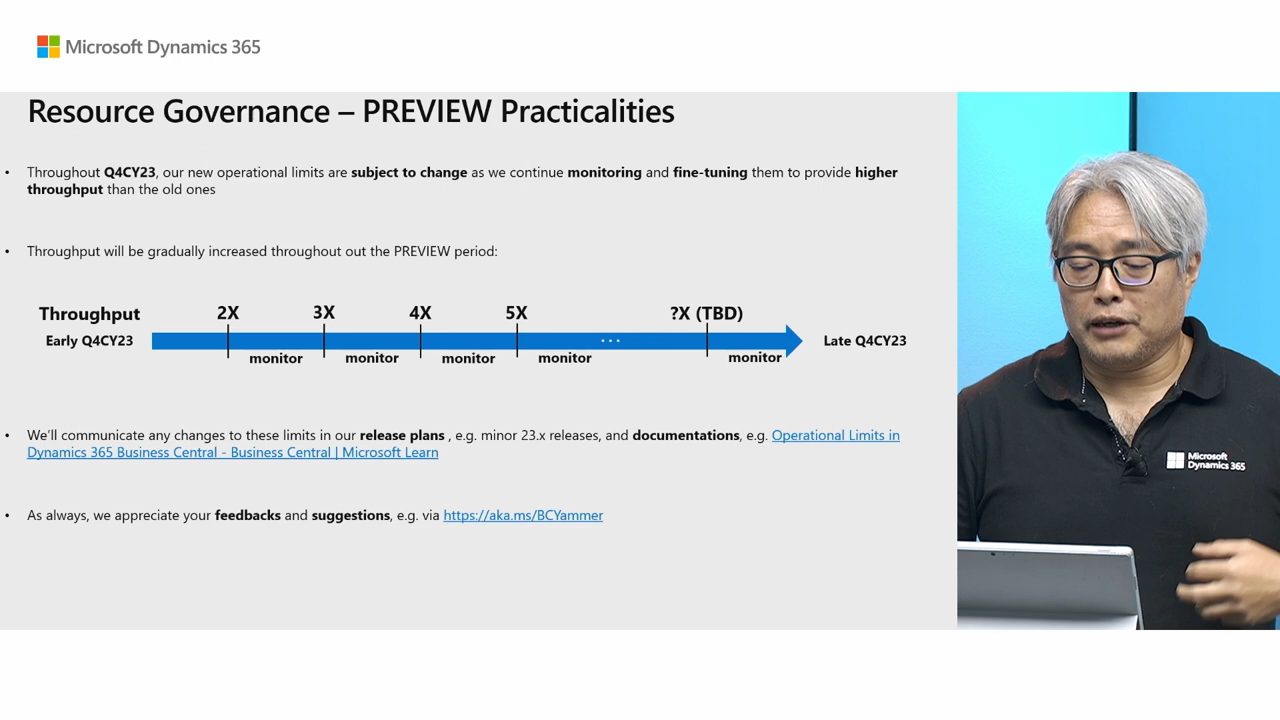 Microsoft Dynamics 365
Resource Governance – PREVIEW Practicalities
• Throughout Q4CY23, our new operational limits are subject to change as we continue monitoring and fine-tuning them to provide higher
throughput than the old ones
• Throughput will be gradually increased throughout out the PREVIEW period:
Throughput 2X 3X 4X 5X ?X (TBD)
Early Q4CY23 ... Late Q4CY23
monitor monitor monitor monitor monitor
• We'll communicate any changes to these limits in our release plans , e.g. minor 23.x releases, and documentations, e.g. Operational Limits in
Dynamics 365 Business Central - Business Central | Microsoft Learn
• As always, we appreciate your feedbacks and suggestions, e.g. via https://aka.ms/BCYammer
Microsoft
Dynamics 365